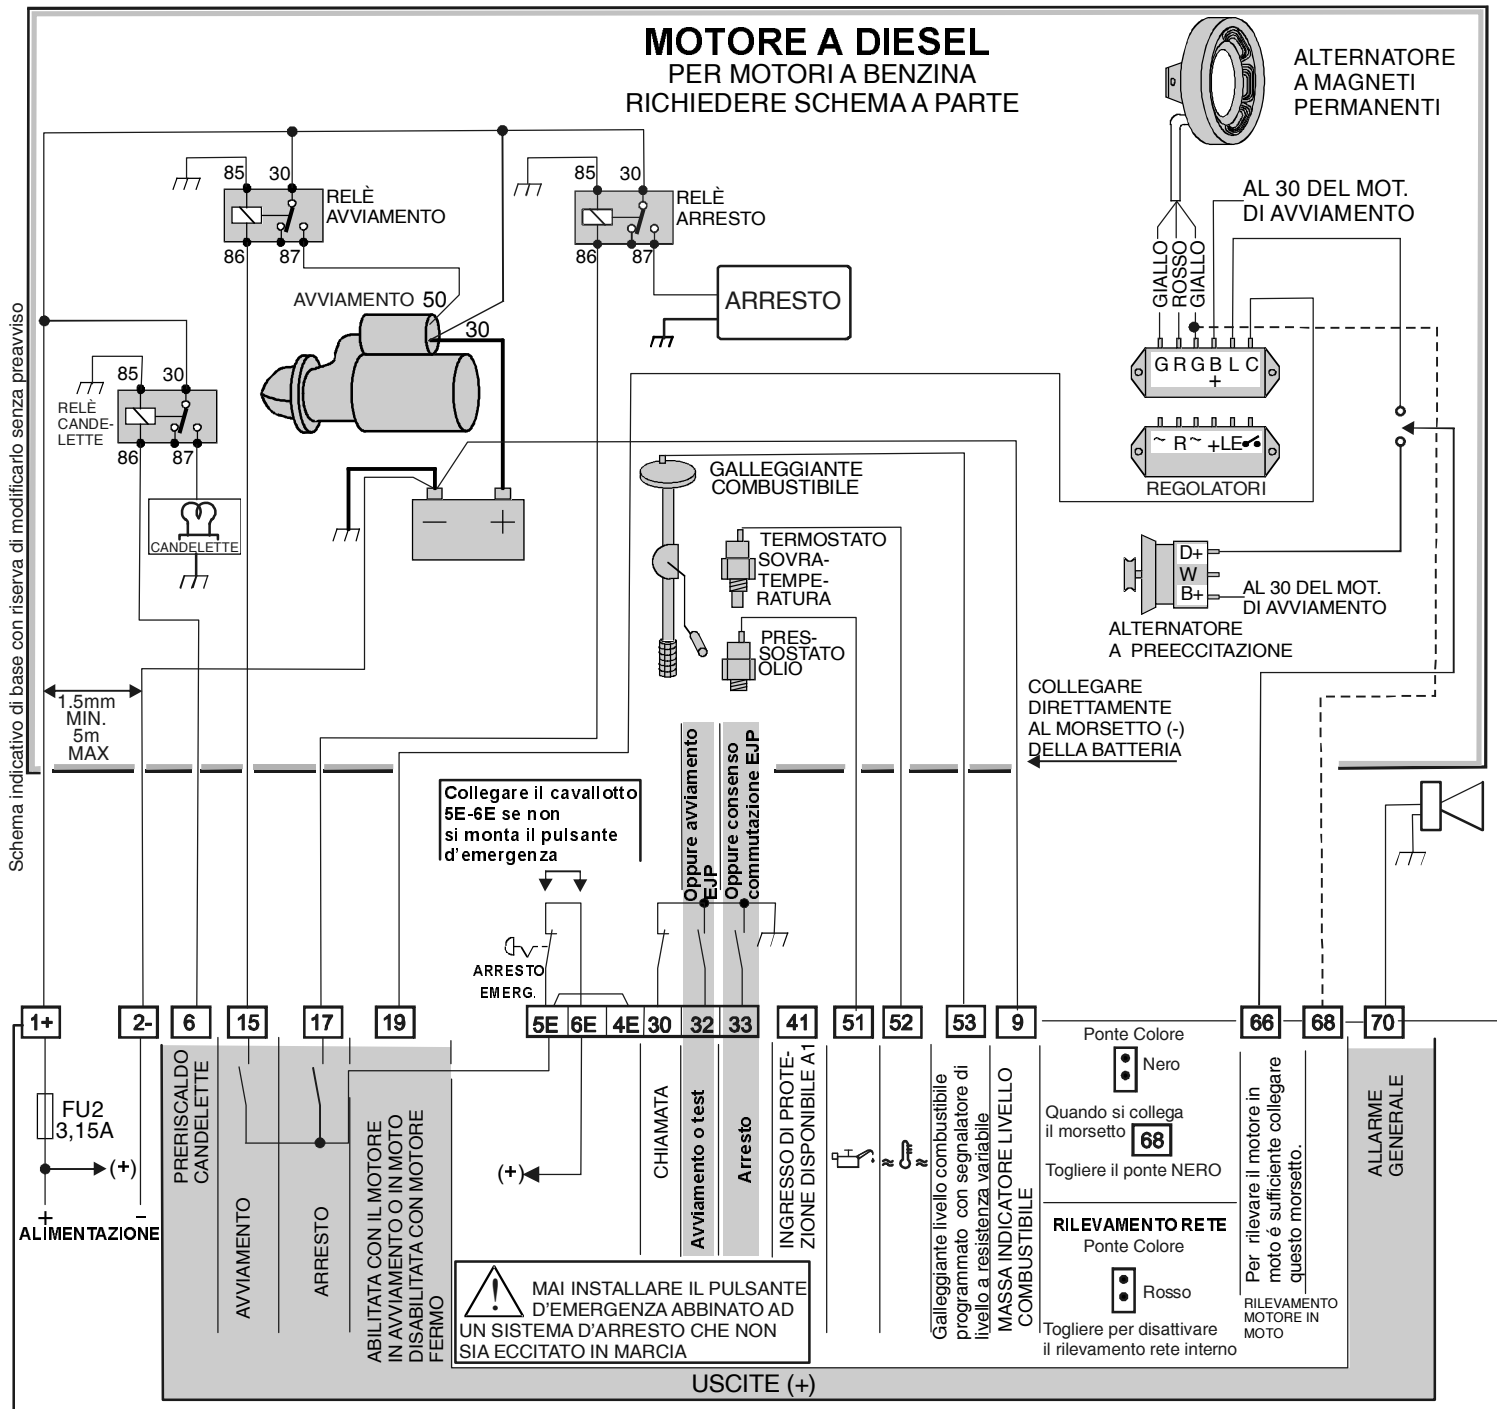 MOTORE A DIESEL
PER MOTORI A BENZINA
RICHIEDERE SCHEMA A PARTE
ALTERNATORE
A MAGNETI
PERMANENTI
85
30
RELÈ
AVVIAMENTO
86
87
85
30
RELÈ
ARRESTO
86
87
AL 30 DEL MOT.
DI AVVIAMENTO
GIALLO
ROSSO
GIALLO
AVVIAMENTO 50
30
ARRESTO
G R G B L C
+
~ R ~ +LE
REGOLATORI
85
30
RELÈ
CANDE-
LETTE
86
87
CANDELETTE
— +
GALLEGGIANTE
COMBUSTIBILE
TERMOSTATO
SOVRA-
TEMPE-
RATURA
PRES-
SOSTATO
OLIO
D+
W
B+
AL 30 DEL MOT.
DI AVVIAMENTO
ALTERNATORE
A PREECCITAZIONE
COLLEGARE
DIRETTAMENTE
AL MORSETTO (-)
DELLA BATTERIA
1.5mm
MIN.
5m
MAX
Schema indicativo di base con riserva di modificarlo senza preavviso
Collegare il cavallotto
5E-6E se non
si monta il pulsante
d'emergenza
Oppure avviamento
EJP
Oppure consenso
commutazione EJP
ARRESTO
EMERG.
1+
2-
6
15
17
19
5E
6E
4E
30
32
33
41
51
52
53
9
66
68
70
FU2
3,15A
(+)
+
−
ALIMENTAZIONE
PRERISCALDO
CANDELETTE
AVVIAMENTO
ARRESTO
ABILITATA CON IL MOTORE
IN AVVIAMENTO O IN MOTO
DISABILITATA CON MOTORE
FERMO
(+)
CHIAMATA
Avviamento o test
Arresto
INGRESSO DI PROTE-
ZIONE DISPONIBILE A1
≈ ≈
Galleggiante livello combustibile
programmato con segnalatore di
livello a resistenza variabile
MASSA INDICATORE LIVELLO
COMBUSTIBILE
Ponte Colore
Nero
Quando si collega
il morsetto 68
Togliere il ponte NERO
RILEVAMENTO RETE
Ponte Colore
Rosso
Togliere per disattivare
il rilevamento rete interno
Per rilevare il motore in
moto é sufficiente collegare
questo morsetto.
RILEVAMENTO
MOTORE IN
MOTO
ALLARME
GENERALE
! MAI INSTALLARE IL PULSANTE
D'EMERGENZA ABBINATO AD
UN SISTEMA D'ARRESTO CHE NON
SIA ECCITATO IN MARCIA
USCITE (+)